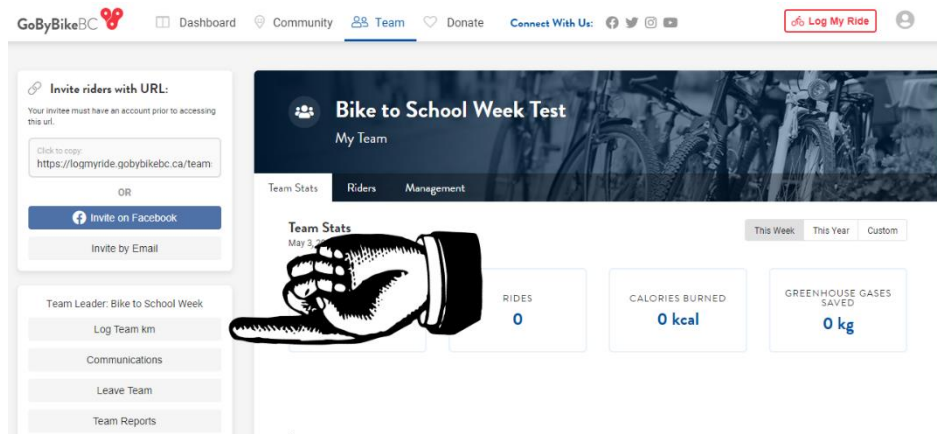 GoByBikeBC
Dashboard
Community
Team
Donate
Connect With Us:
Log My Ride
Invite riders with URL:
Your invitee must have an account prior to accessing
this url.
Click to copy:
https://logmyride.gobybikebc.ca/team
OR
Invite on Facebook
Invite by Email
Team Leader: Bike to School Week
Log Team km
Communications
Leave Team
Team Reports
Bike to School Week Test
My Team
Team Stats
Riders
Management
Team Stats
May 3,
This Week
This Year
Custom
RIDES
0
CALORIES BURNED
0 kcal
GREENHOUSE GASES
SAVED
0 kg